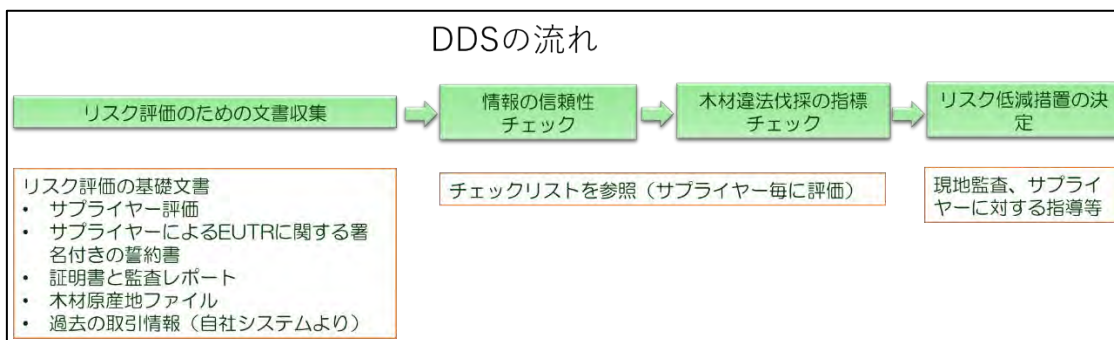 DDSの流れ
リスク評価のための文書収集
情報の信頼性
チェック
木材違法伐採の指標
チェック
リスク低減措置の決
定
リスク評価の基礎文書
• サプライヤー評価
• サプライヤーによるEUTRに関する署
名付きの誓約書
• 証明書と監査レポート
• 木材原産地ファイル
• 過去の取引情報（自社システムより）
チェックリストを参照（サプライヤー毎に評価）
現地監査、サプライ
ヤーに対する指導等